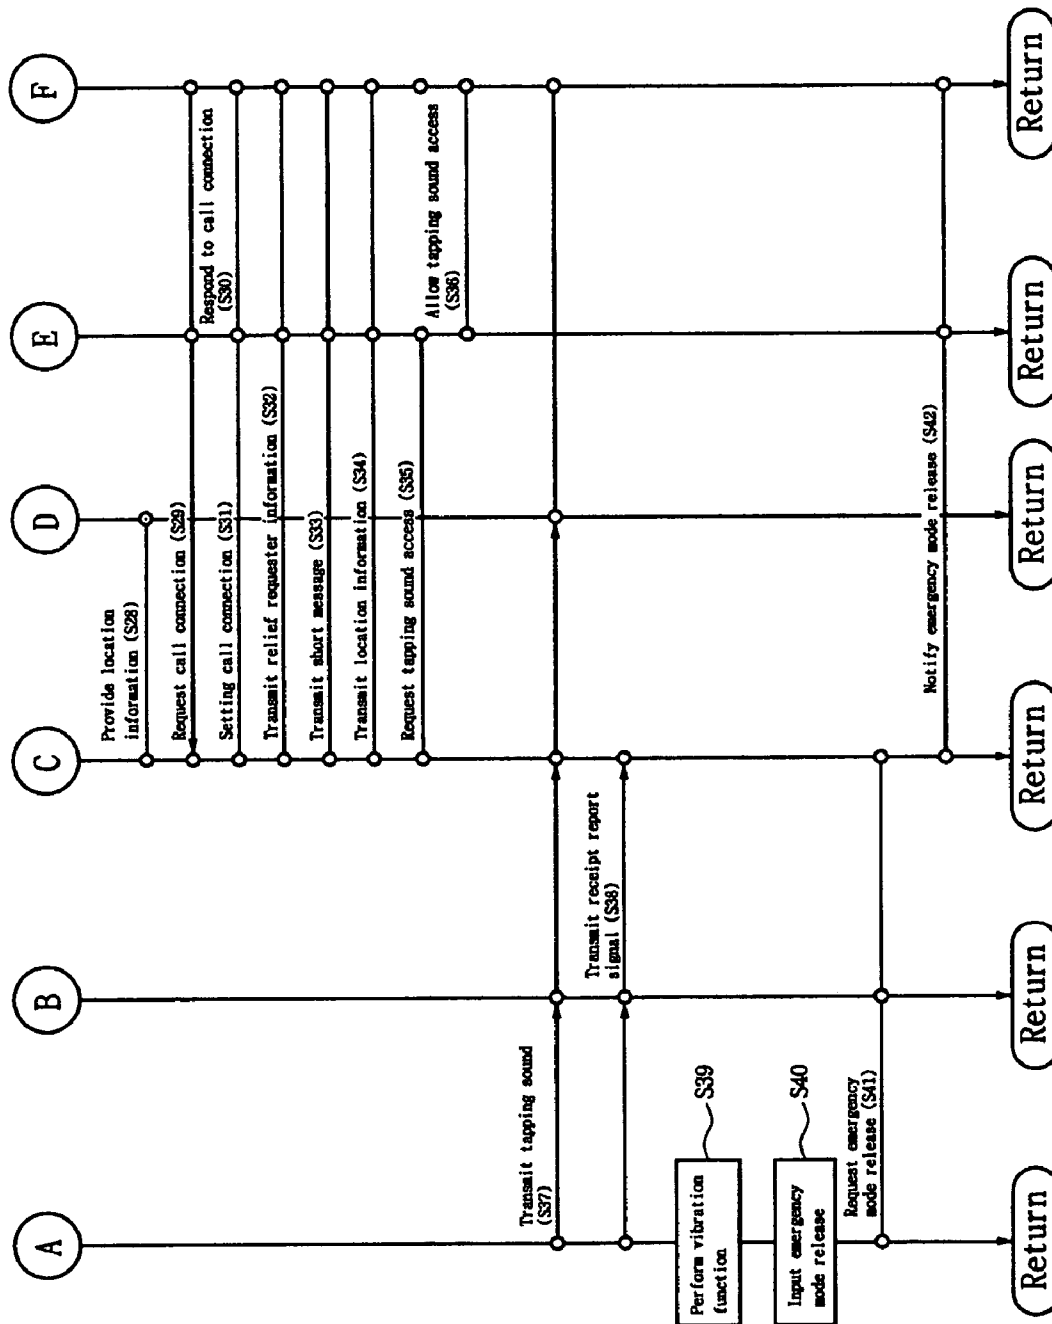 A
B
C
D
E
F
Provide location
information (S28)
Request call connection (S29)
Respond to call connection
(S30)
Setting call connection (S31)
Transmit relief requester information (S32)
Transmit short message (S33)
Transmit location information (S34)
Request tapping sound access (S35)
Allow tapping sound access
(S36)
Transmit tapping sound
(S37)
Transmit receipt report
signal (S38)
Perform vibration
function
S39
Input emergency
mode release
S40
Request emergency
mode release (S41)
Notify emergency mode release (S42)
Return
Return
Return
Return
Return
Return